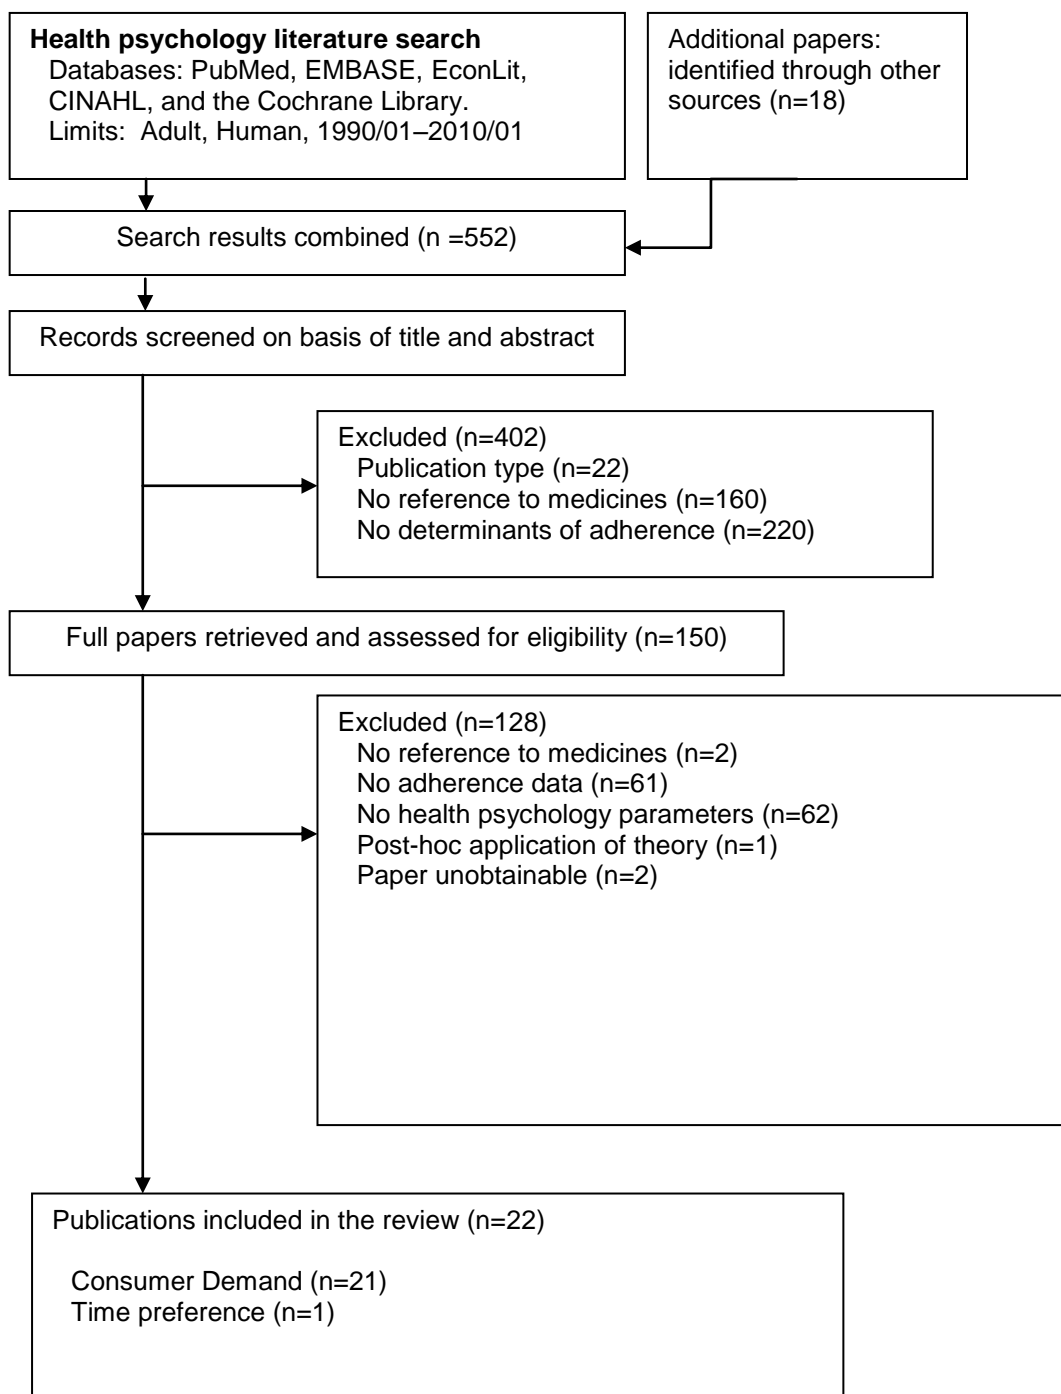 Health psychology literature search
Databases: PubMed, EMBASE, EconLit,
CINAHL, and the Cochrane Library.
Limits: Adult, Human, 1990/01–2010/01
Additional papers:
identified through other
sources (n=18)
Search results combined (n =552)
Records screened on basis of title and abstract
Excluded (n=402)
Publication type (n=22)
No reference to medicines (n=160)
No determinants of adherence (n=220)
Full papers retrieved and assessed for eligibility (n=150)
Excluded (n=128)
No reference to medicines (n=2)
No adherence data (n=61)
No health psychology parameters (n=62)
Post-hoc application of theory (n=1)
Paper unobtainable (n=2)
Publications included in the review (n=22)
Consumer Demand (n=21)
Time preference (n=1)